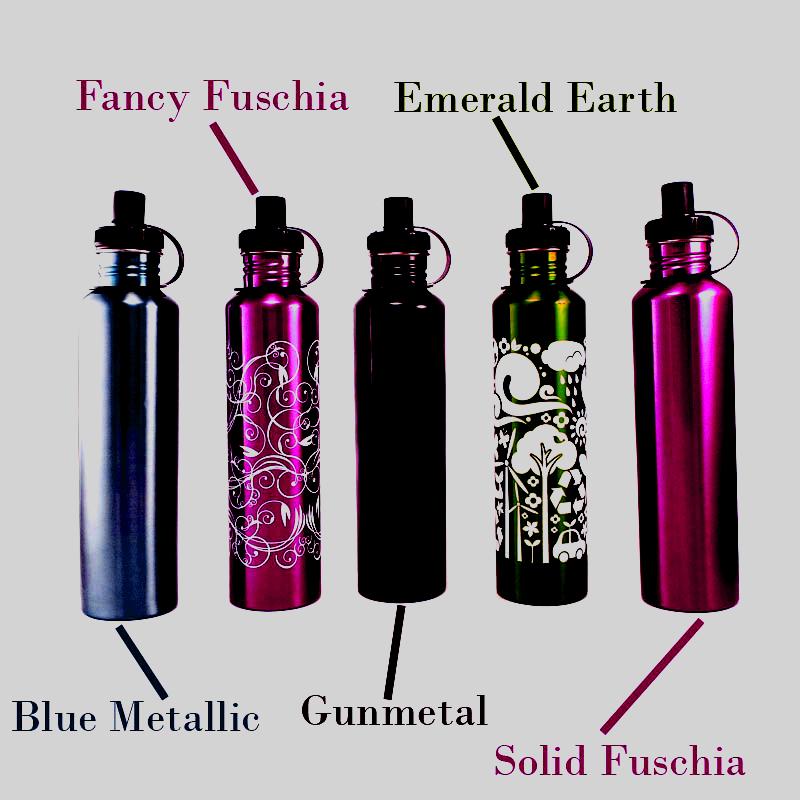 Fancy Fuschia
Emerald Earth
Blue Metallic
Gunmetal
Solid Fuschia